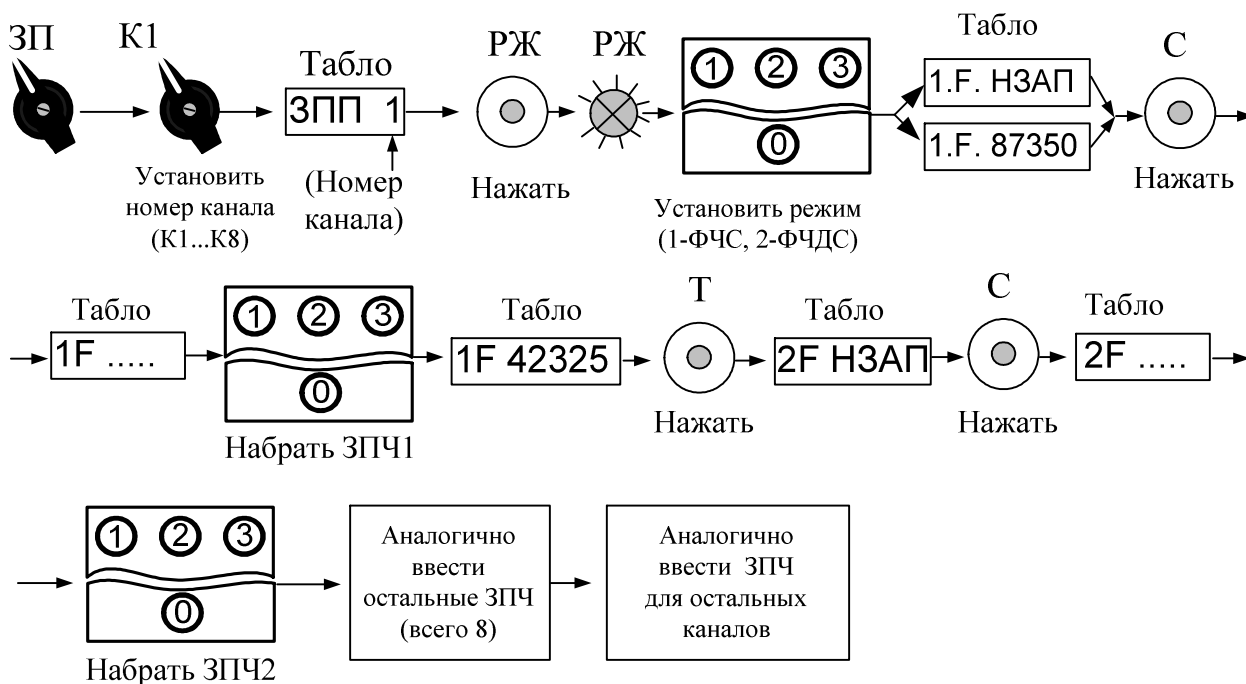 ЗП
К1
Установить
номер канала
(К1...К8)
Табло
ЗПП 1
(Номер
канала)
РЖ
Нажать
РЖ
1 2 3
0
Установить режим
(1-ФЧС, 2-ФЧДС)
Табло
1.F. НЗАП
1.F. 87350
С
Нажать
Табло
1F .....
1 2 3
0
Набрать ЗПЧ1
Табло
1F 42325
Т
Нажать
Табло
2F НЗАП
С
Нажать
Табло
2F .....
1 2 3
0
Набрать ЗПЧ2
Аналогично
ввести
остальные ЗПЧ
(всего 8)
Аналогично
ввести ЗПЧ
для остальных
каналов